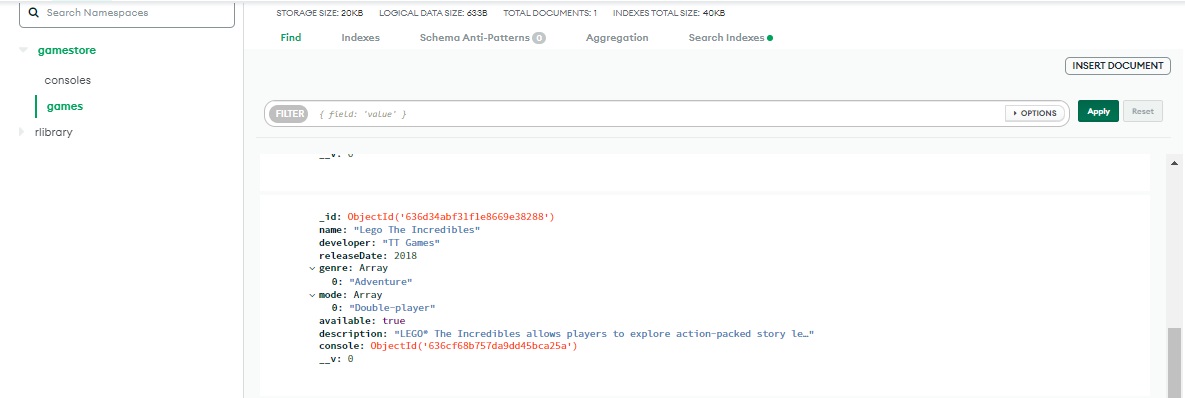 Search Namespaces
gamestore
consoles
games
rlibrary
STORAGE SIZE: 20KB LOGICAL DATA SIZE: 633B TOTAL DOCUMENTS: 1 INDEXES TOTAL SIZE: 40KB
Find Indexes Schema Anti-Patterns 0 Aggregation Search Indexes
INSERT DOCUMENT
FILTER { field: 'value' } OPTIONS Apply Reset
__v: 0
_id: ObjectId('636d34abf31f1e8669e38288')
name: "Lego The Incredibles"
developer: "TT Games"
releaseDate: 2018
genre: Array
0: "Adventure"
mode: Array
0: "Double-player"
available: true
description: "LEGO® The Incredibles allows players to explore action-packed story le…"
console: ObjectId('636cf68b757da9dd45bca25a')
__v: 0